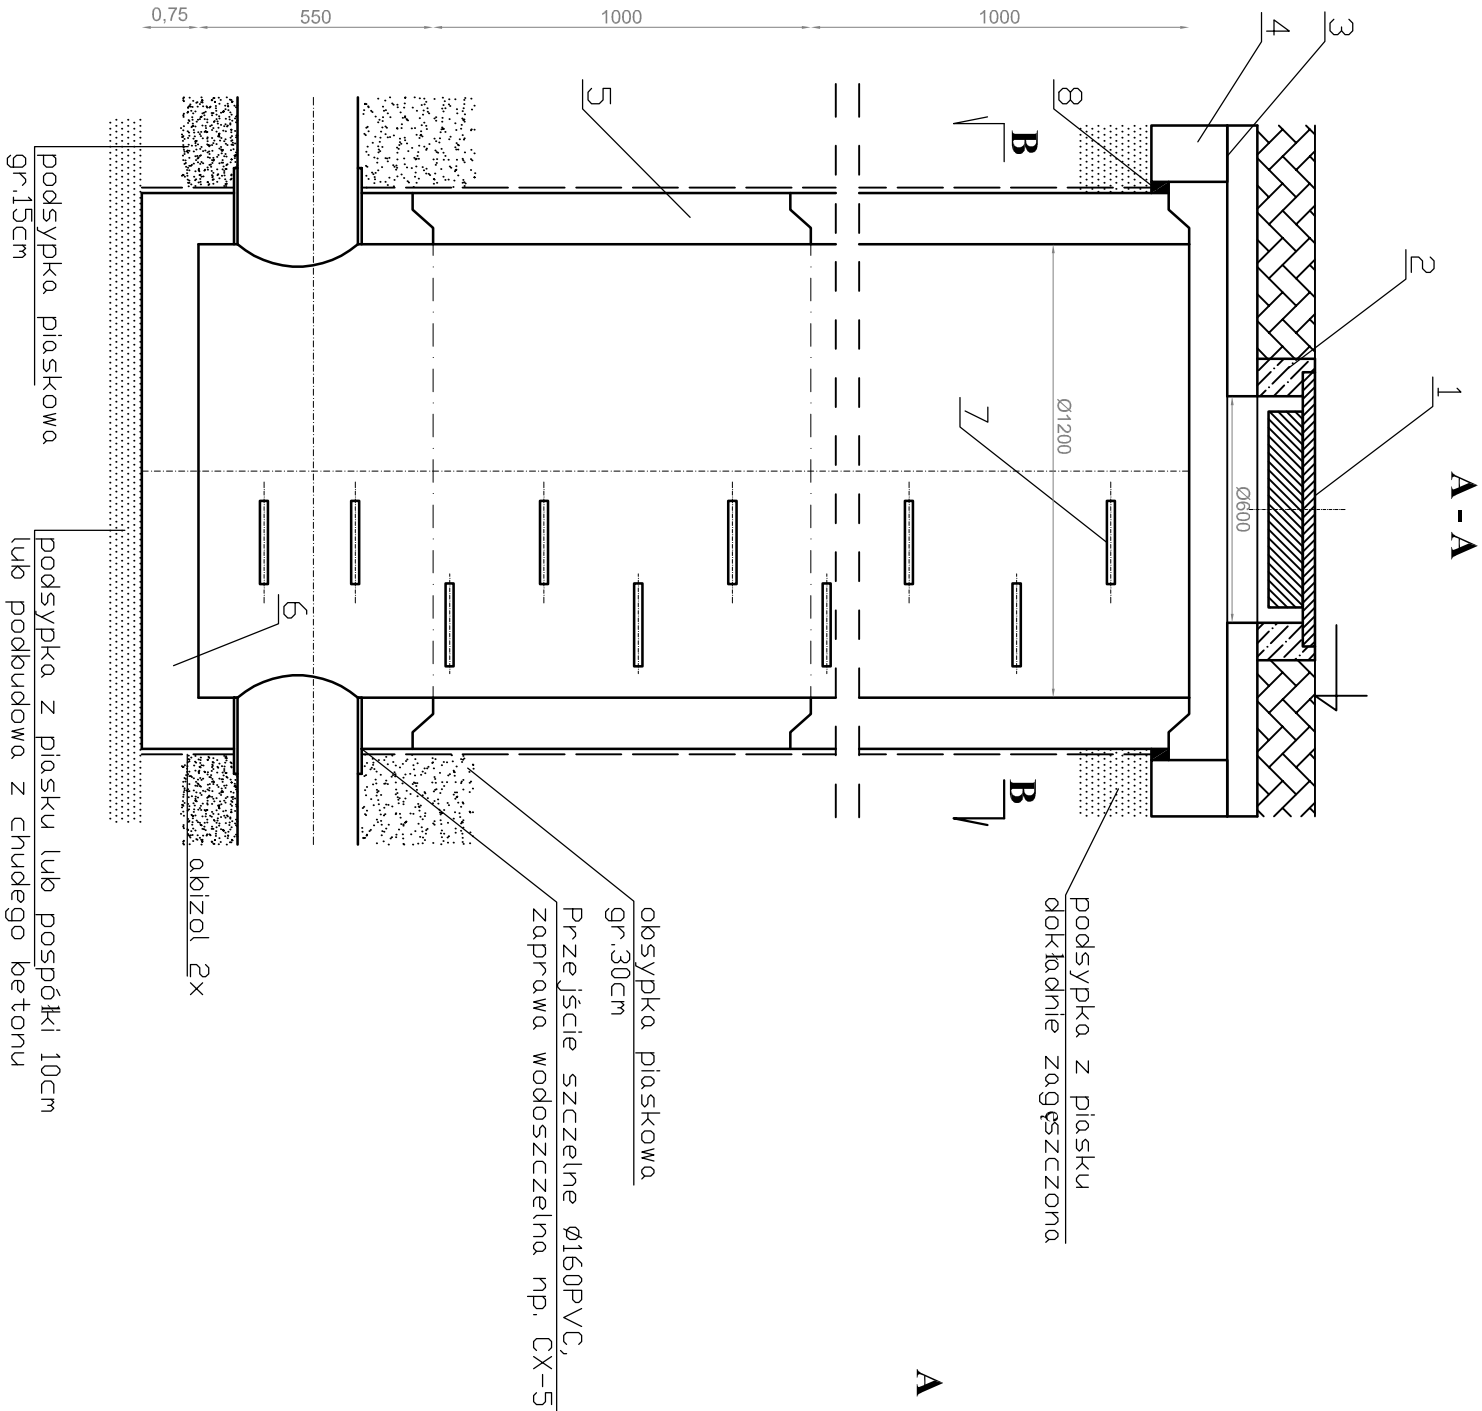 A - A
1
2
3
4
5
6
7
8
B
B
Ø600
Ø1200
1000
1000
550
0,75
podsypka z piasku
dokładnie zagęszczona
obsypka piaskowa
gr.30cm
Przejście szczelne Ø160PVC,
zaprawa wodoszczelna np. CX-5
abizol 2x
podsypka piaskowa
gr.15cm
podsypka z piasku lub pospółki 10cm
lub podbudowa z chudego betonu
A